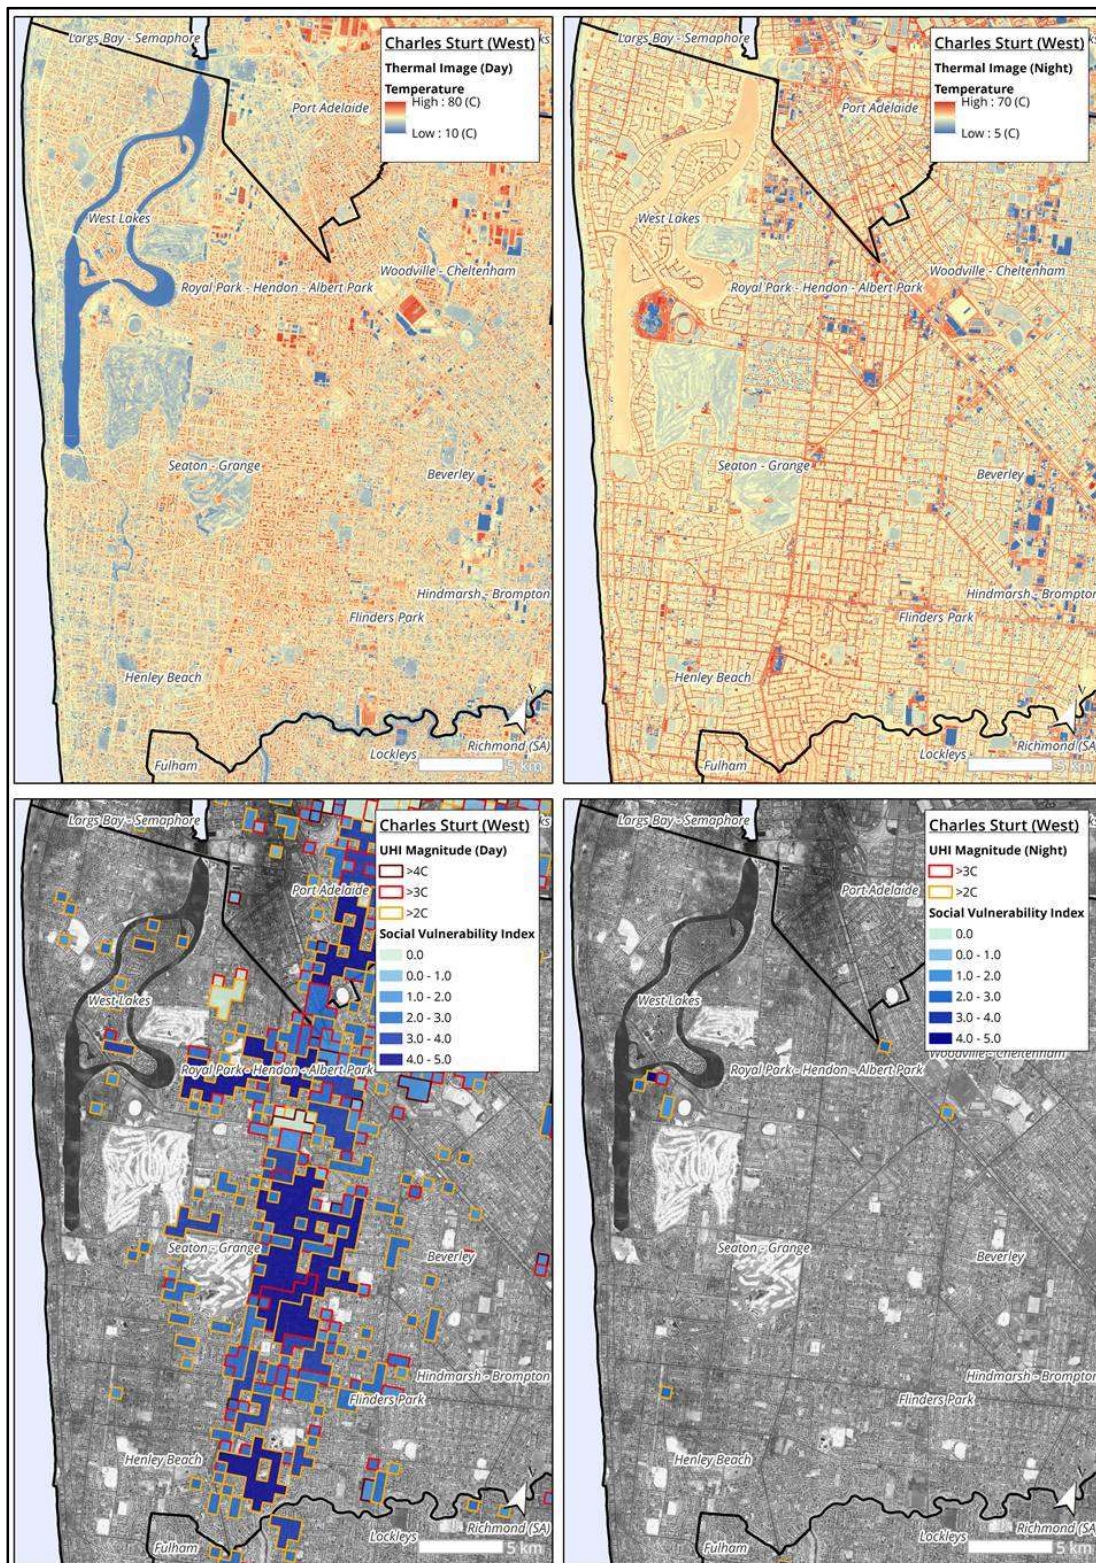 Largs Bay - Semaphore
Charles Sturt (West)
Thermal Image (Day)
Temperature
High : 80 (C)
Low : 10 (C)
Port Adelaide
West Lakes
Woodville - Cheltenham
Royal Park - Hendon - Albert Park
Seaton - Grange
Beverley
Hindmarsh - Brompton
Flinders Park
Henley Beach
Richmond (SA)
Lockleys
Fulham
5 km
Largs Bay - Semaphore
Charles Sturt (West)
Thermal Image (Night)
Temperature
High : 70 (C)
Low : 5 (C)
Port Adelaide
West Lakes
Woodville - Cheltenham
Royal Park - Hendon - Albert Park
Seaton - Grange
Beverley
Hindmarsh - Brompton
Flinders Park
Henley Beach
Richmond (SA)
Lockleys
Fulham
5 km
Largs Bay - Semaphore
Charles Sturt (West)
UHI Magnitude (Day)
>4C
>3C
>2C
Social Vulnerability Index
0.0
0.0 - 1.0
1.0 - 2.0
2.0 - 3.0
3.0 - 4.0
4.0 - 5.0
Port Adelaide
West Lakes
Royal Park - Hendon - Albert Park
Seaton - Grange
Beverley
Hindmarsh - Brompton
Flinders Park
Henley Beach
Richmond (SA)
Lockleys
Fulham
5 km
Largs Bay - Semaphore
Charles Sturt (West)
UHI Magnitude (Night)
>3C
>2C
Social Vulnerability Index
0.0
0.0 - 1.0
1.0 - 2.0
2.0 - 3.0
3.0 - 4.0
4.0 - 5.0
Port Adelaide
West Lakes
Woodville - Cheltenham
Royal Park - Hendon - Albert Park
Seaton - Grange
Beverley
Hindmarsh - Brompton
Flinders Park
Henley Beach
Richmond (SA)
Lockleys
Fulham
5 km